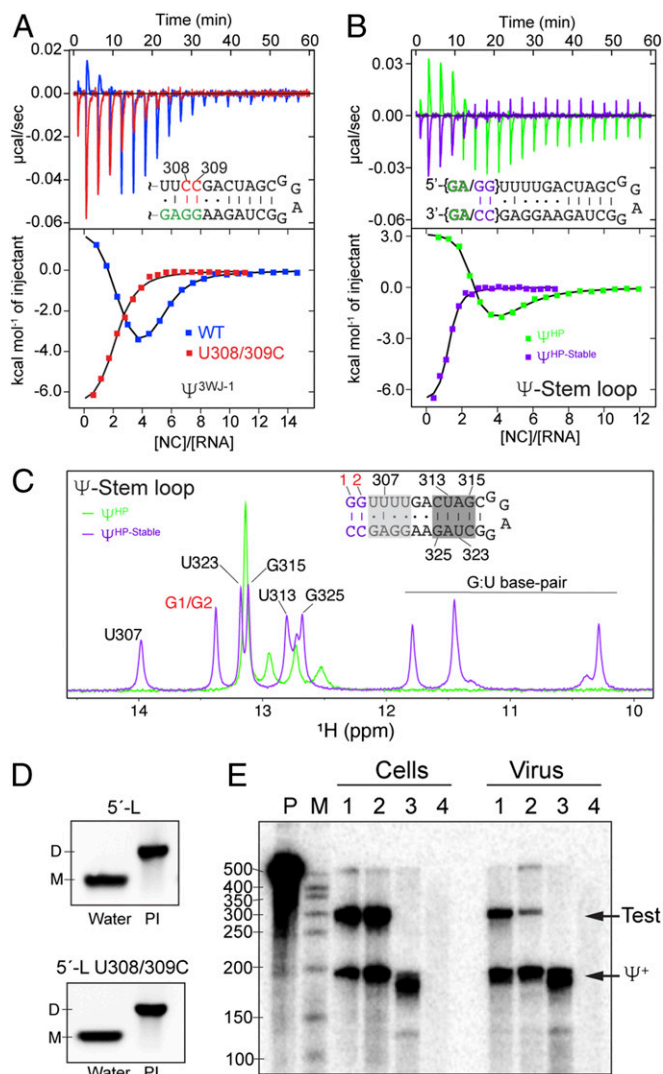 A
Time (min)
0 10 20 30 40 50 60
0.02
0.00
-0.02
-0.04
-0.06
µcal/sec
308 309
~UUCCGACUAGC G G
~GAGGAAGAUCG G A
0.0
-2.0
-4.0
-6.0
kcal mol⁻¹ of injectant
WT
U308/309C
Ψ³ᵂᴶ⁻¹
0 2 4 6 8 10 12 14
[NC]/[RNA]
B
Time (min)
0 10 20 30 40 50 60
0.03
0.00
-0.03
-0.06
µcal/sec
5'-{GA/GG}UUUUGACUAGC G G
3'-{GA/CC}GAGGAAGAUCG G A
3.0
0.0
-3.0
-6.0
kcal mol⁻¹ of injectant
Ψᴴᴾ
Ψᴴᴾ⁻ˢᵗᵃᵇˡᵉ
Ψ-Stem loop
0 2 4 6 8 10 12
[NC]/[RNA]
C
Ψ-Stem loop
Ψᴴᴾ
Ψᴴᴾ⁻ˢᵗᵃᵇˡᵉ
1 2 307 313 315
GGUUUUGACUAGC G G
CCGAGGAAGAUCG G A
325 323
U307
G1/G2
U323
G315
U313
G325
G:U base-pair
14 13 12 11 10
¹H (ppm)
D
5´-L
D
M
Water PI
5´-L U308/309C
D
M
Water PI
E
Cells Virus
P M 1 2 3 4 1 2 3 4
500
400
350
300
250
200
150
100
Test
Ψ⁺